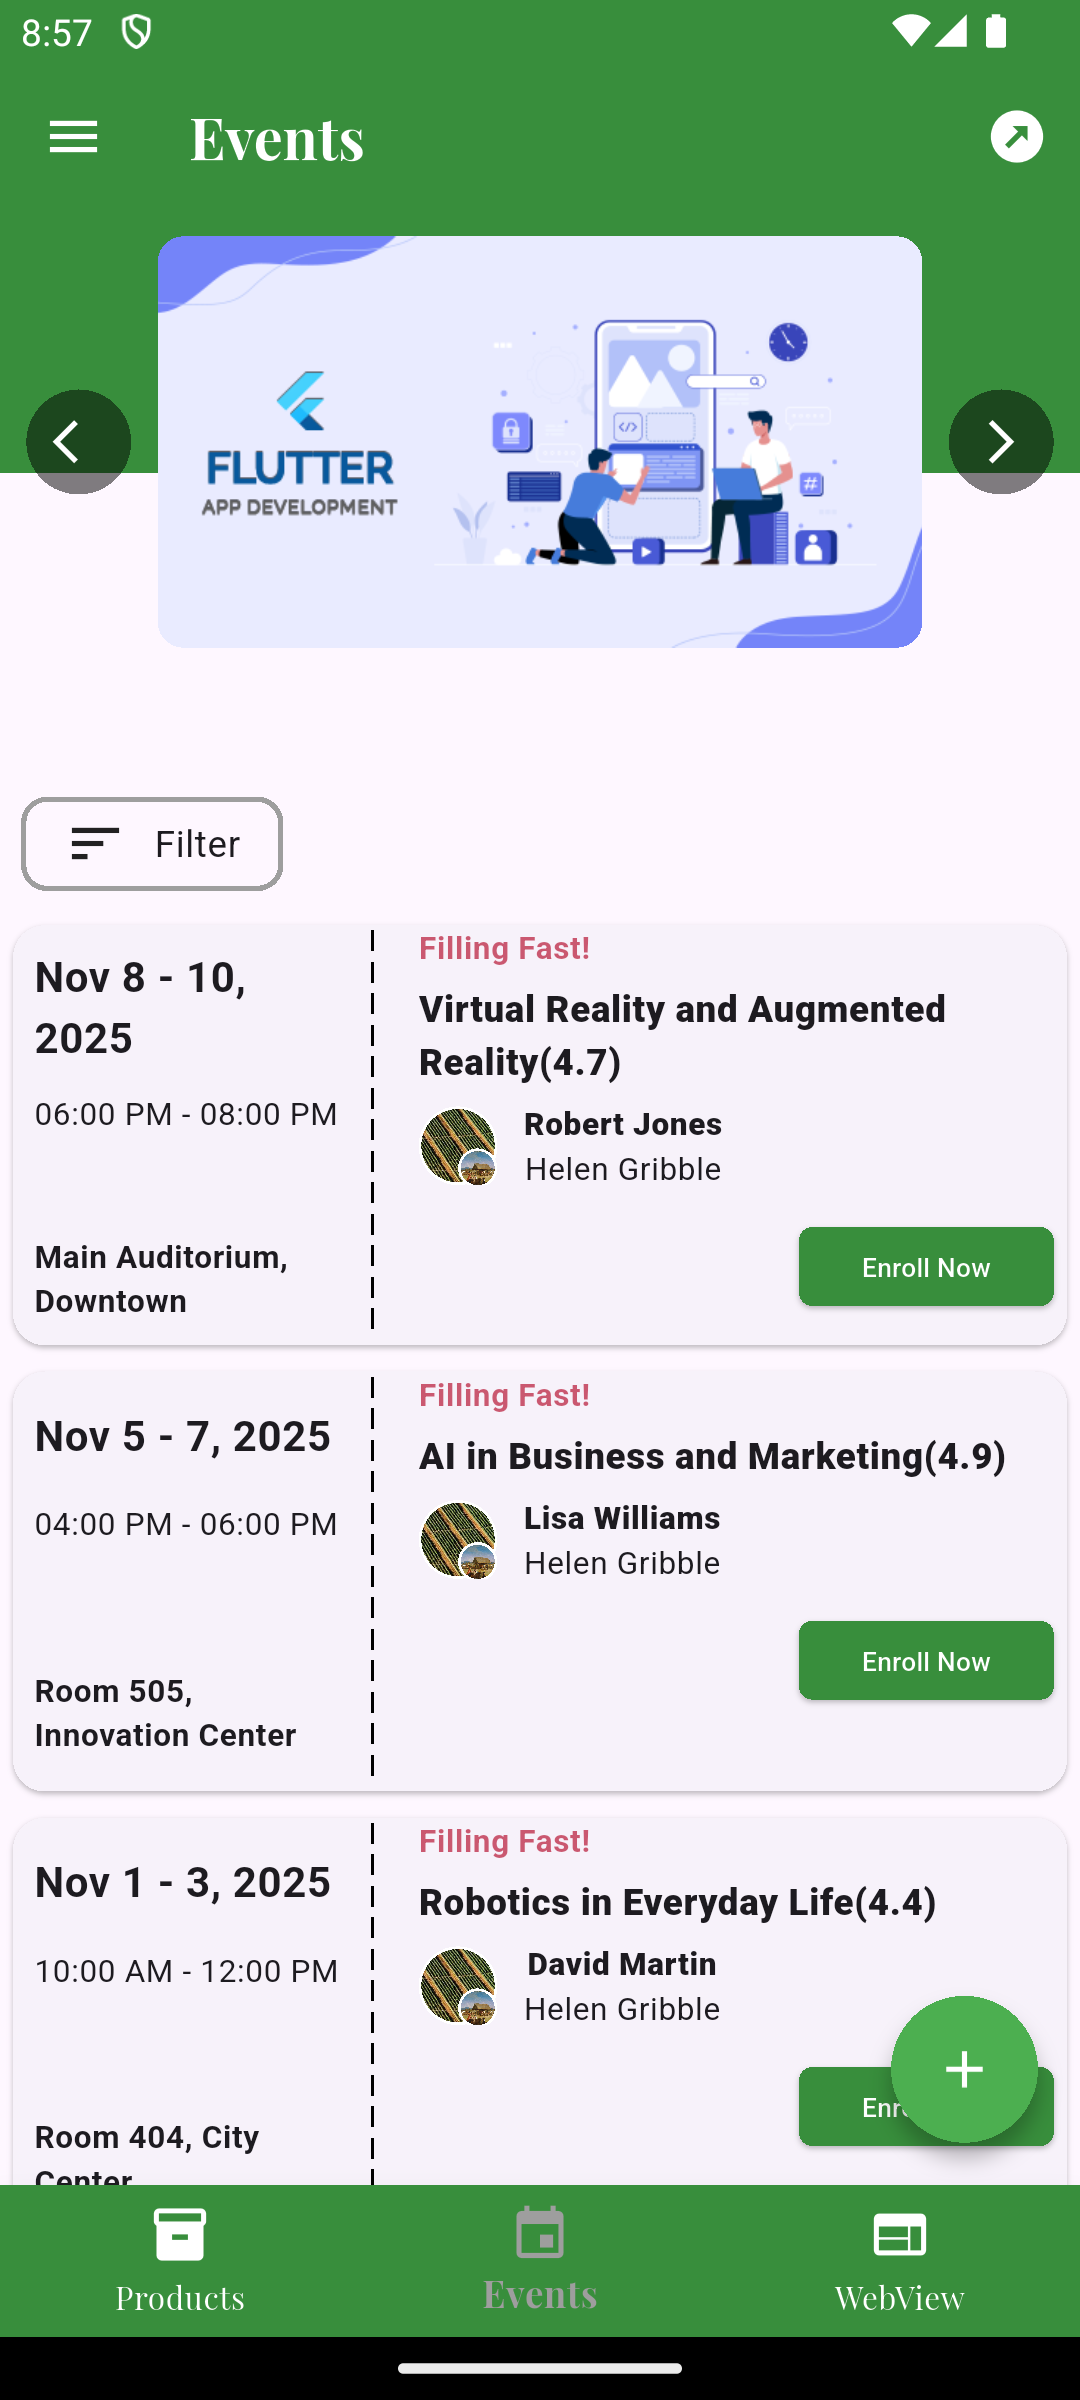 8:57
Events
FLUTTER
APP DEVELOPMENT
Filter
Nov 8 - 10,
2025
06:00 PM - 08:00 PM
Main Auditorium,
Downtown
Filling Fast!
Virtual Reality and Augmented
Reality(4.7)
Robert Jones
Helen Gribble
Enroll Now
Nov 5 - 7, 2025
04:00 PM - 06:00 PM
Room 505,
Innovation Center
Filling Fast!
AI in Business and Marketing(4.9)
Lisa Williams
Helen Gribble
Enroll Now
Nov 1 - 3, 2025
10:00 AM - 12:00 PM
Room 404, City
Center
Filling Fast!
Robotics in Everyday Life(4.4)
David Martin
Helen Gribble
Products
Events
WebView